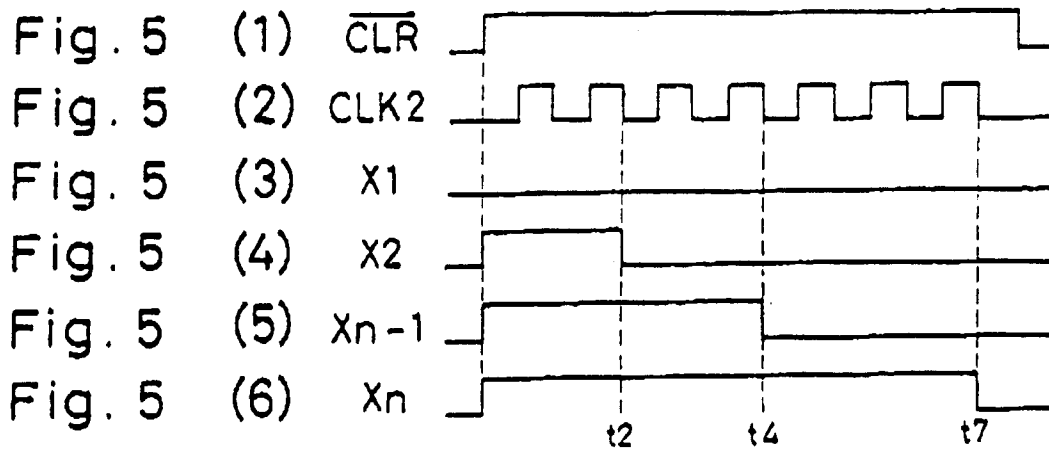 Fig. 5 (1) CLR
Fig. 5 (2) CLK2
Fig. 5 (3) X1
Fig. 5 (4) X2
Fig. 5 (5) Xn-1
Fig. 5 (6) Xn
t2 t4 t7